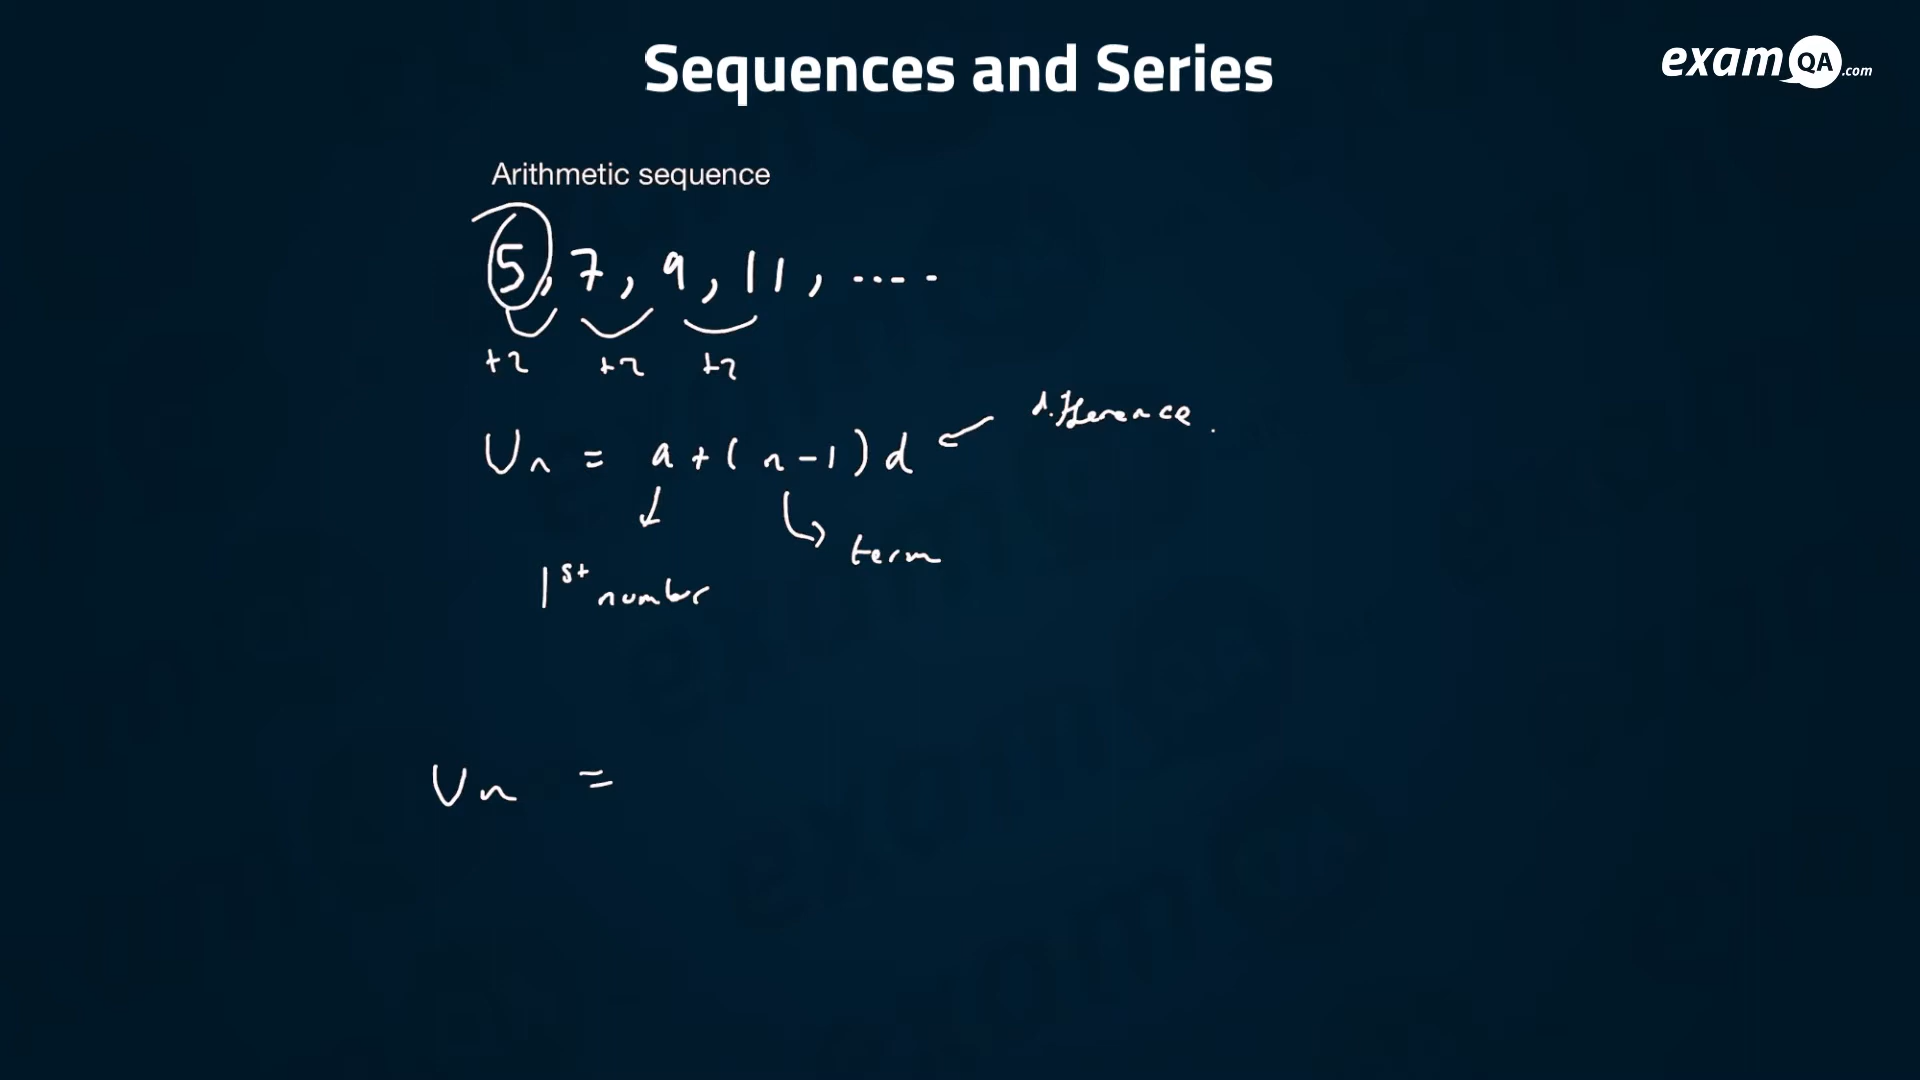 Sequences and Series
examQA.com
Arithmetic sequence
5, 7, 9, 11, ....
+2 +2 +2
difference.
Un = a + (n-1)d
term
1st number
Un =